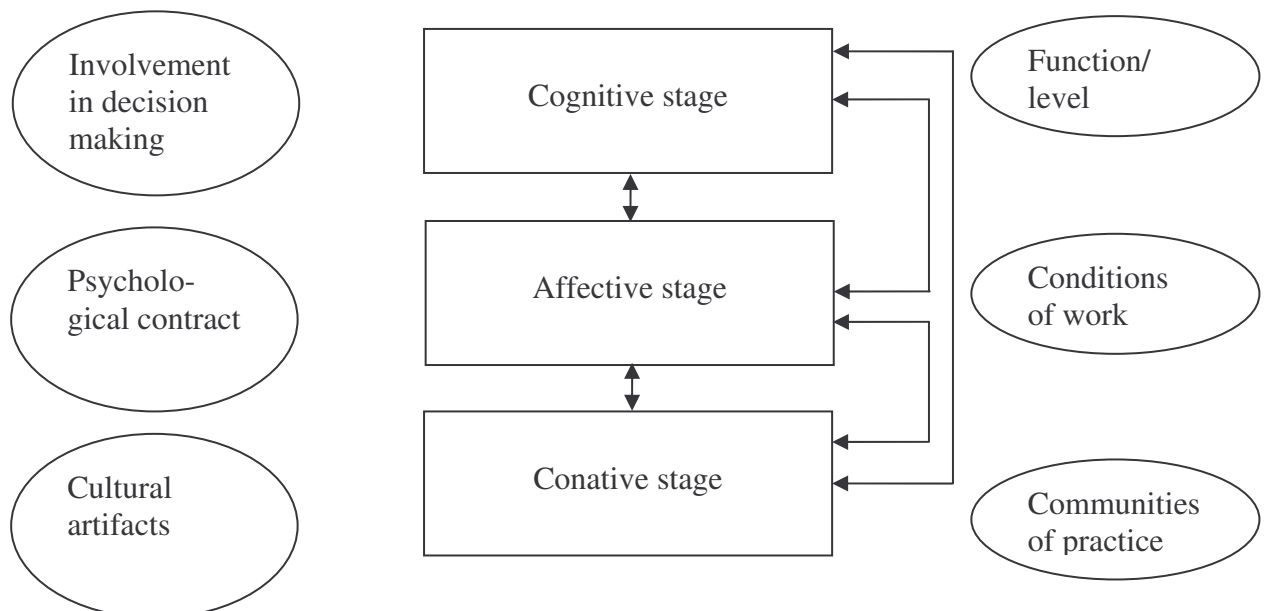 Involvement
in decision
making
Cognitive stage
Function/
level
Psycholo-
gical contract
Affective stage
Conditions
of work
Cultural
artifacts
Conative stage
Communities
of practice